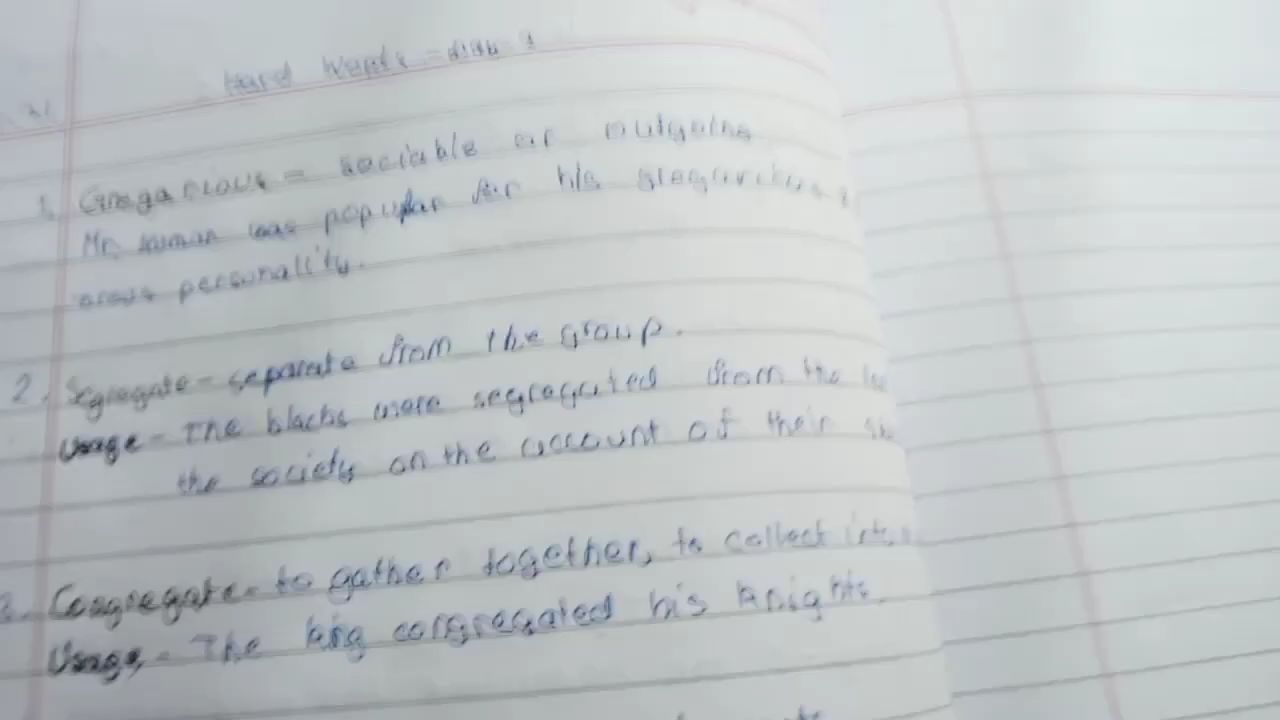 Hard Words
1. Gregarious = sociable or outgoing
Mr. Kumar was popular for his
personality.
2. Segregate - separate from the group.
Usage - The blacks were segregated from the
the society on the account of their
3. Congregate - to gather together, to collect
Usage - The king congregated his knights.